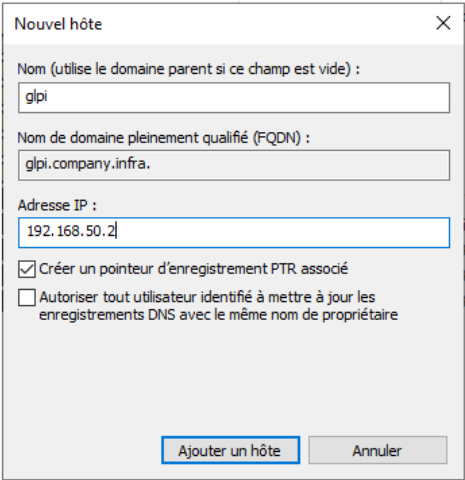 Nouvel hôte
Nom (utilise le domaine parent si ce champ est vide) :
glpi
Nom de domaine pleinement qualifié (FQDN) :
glpi.company.infra.
Adresse IP :
192.168.50.2
Créer un pointeur d'enregistrement PTR associé
Autoriser tout utilisateur identifié à mettre à jour les
enregistrements DNS avec le même nom de propriétaire
Ajouter un hôte Annuler